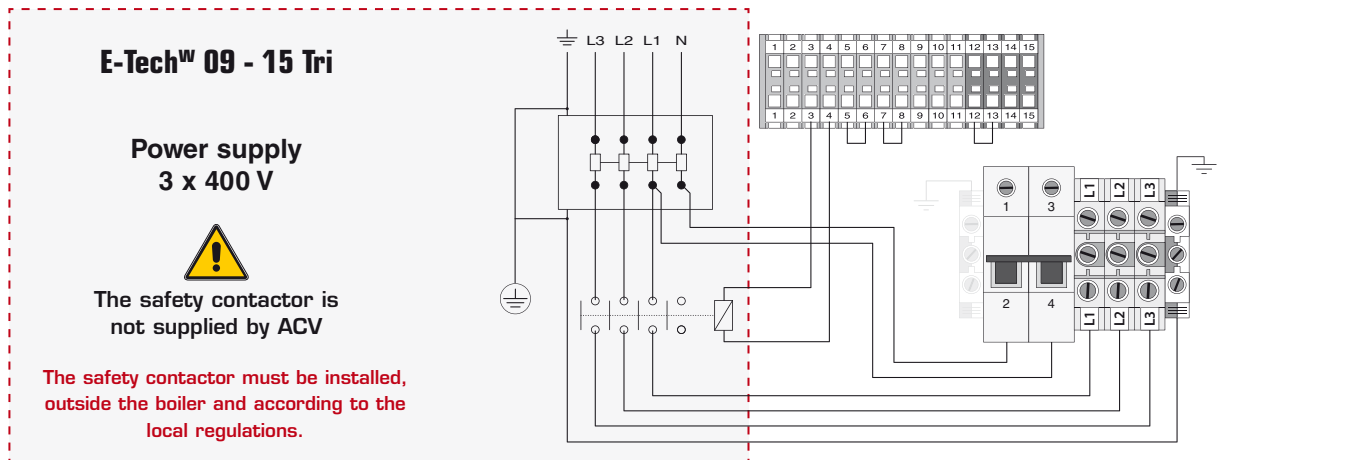 E-Techᵂ 09 - 15 Tri
Power supply
3 x 400 V
The safety contactor is
not supplied by ACV
The safety contactor must be installed,
outside the boiler and according to the
local regulations.
L3 L2 L1 N
1 2 3 4 5 6 7 8 9 10 11 12 13 14 15
1 2 3 4 5 6 7 8 9 10 11 12 13 14 15
L1 L2 L3
1 3
2 4
L1 L2 L3